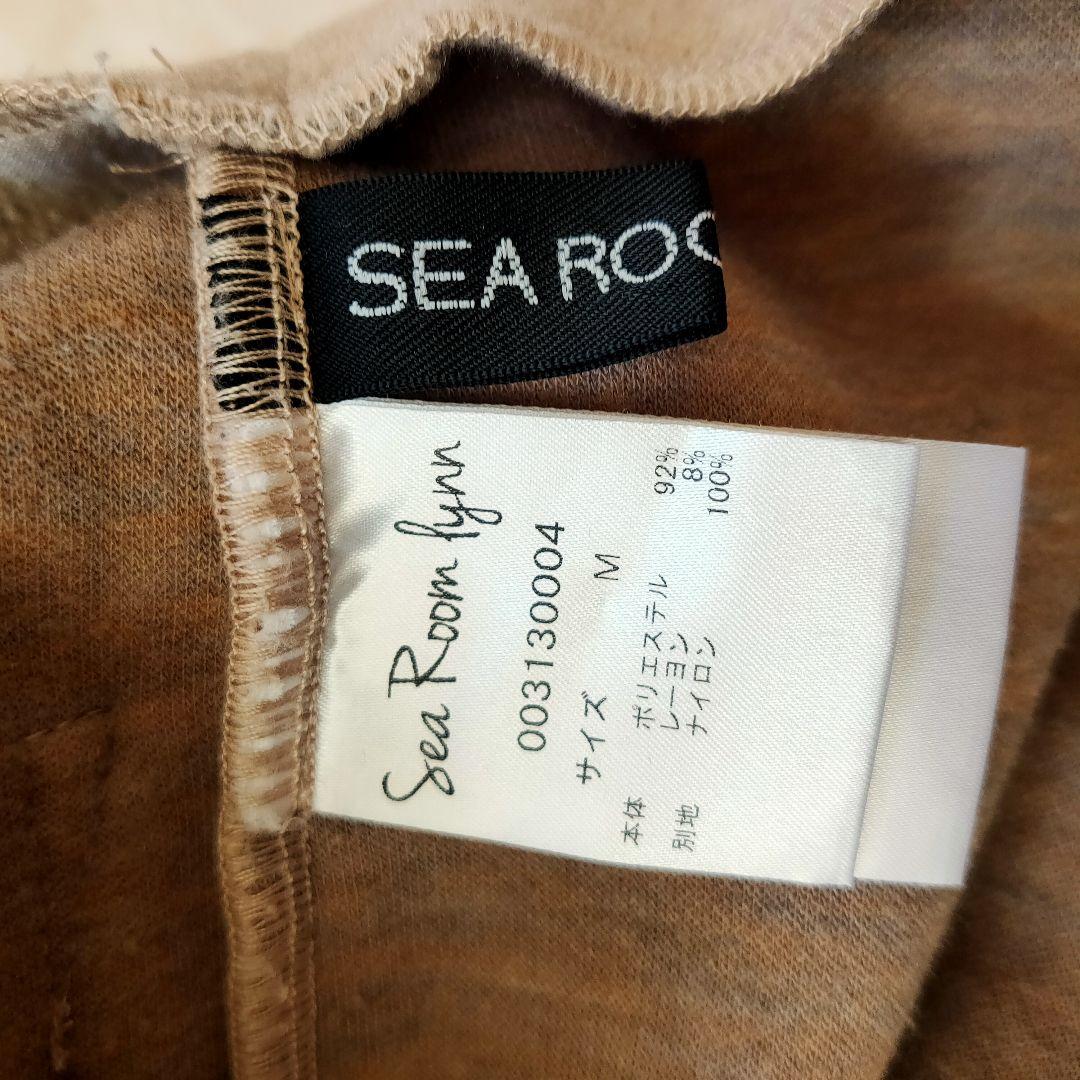 SEA ROO
Sea Room lynn
003130004
サイズ M
本体 ポリエステル 92%
レーヨン 8%
別地 ナイロン 100%